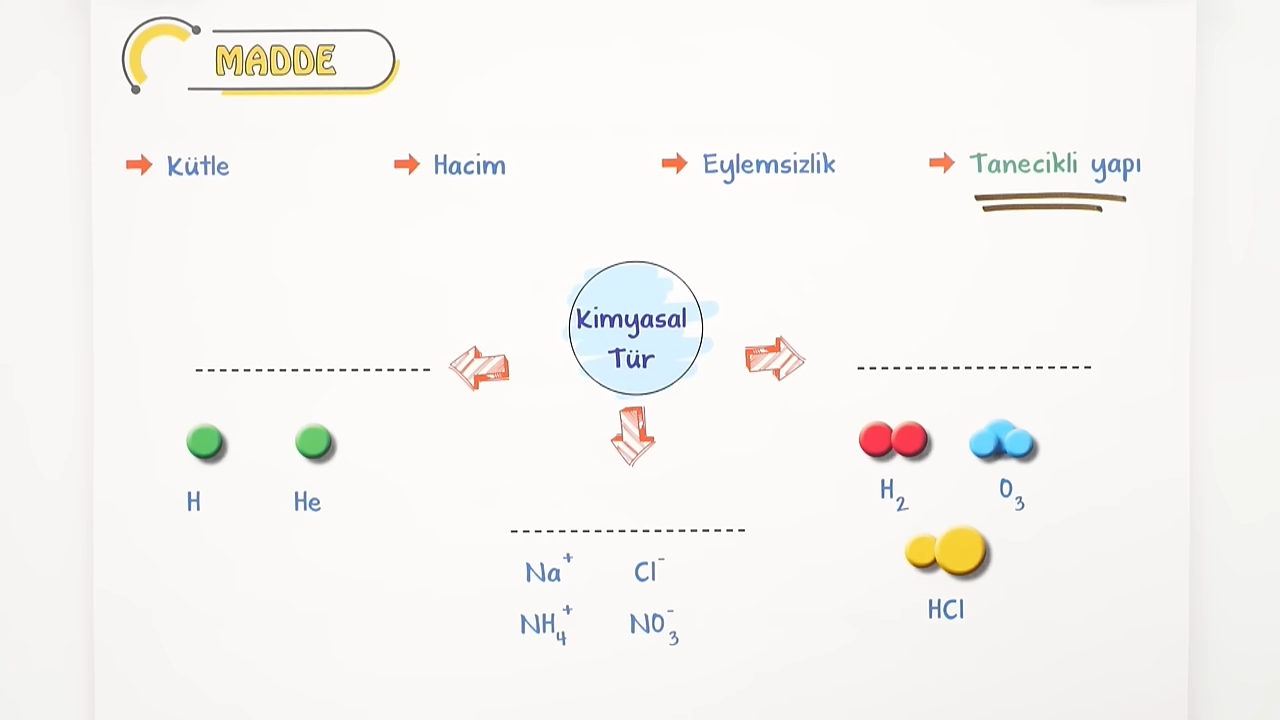 MADDE
Kütle
Hacim
Eylemsizlik
Tanecikli yapı
Kimyasal
Tür
H
He
H₂
O₃
HCl
Na⁺
Cl⁻
NH₄⁺
NO₃⁻